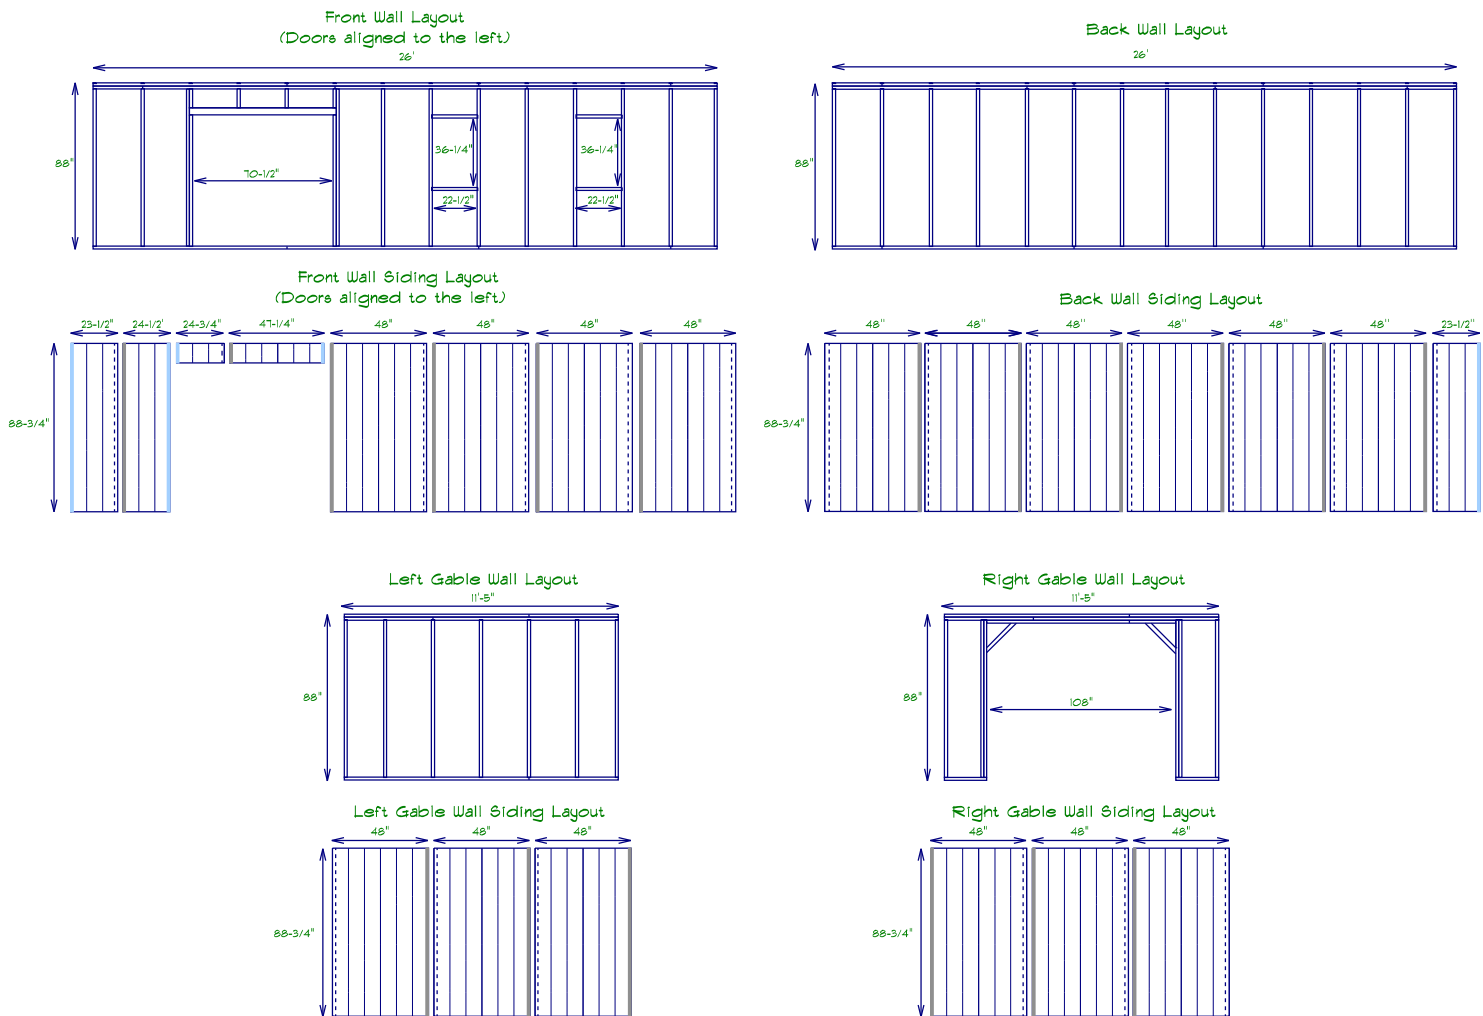 Front Wall Layout
(Doors aligned to the left)
26'
88"
70-1/2"
36-1/4"
22-1/2"
36-1/4"
22-1/2"
Back Wall Layout
26'
88"
Front Wall Siding Layout
(Doors aligned to the left)
23-1/2" 24-1/2' 24-3/4" 47-1/4" 48" 48" 48" 48"
88-3/4"
Back Wall Siding Layout
48" 48" 48" 48" 48" 48" 23-1/2"
88-3/4"
Left Gable Wall Layout
11'-5"
88"
Right Gable Wall Layout
11'-5"
88"
108"
Left Gable Wall Siding Layout
48" 48" 48"
88-3/4"
Right Gable Wall Siding Layout
48" 48" 48"
88-3/4"